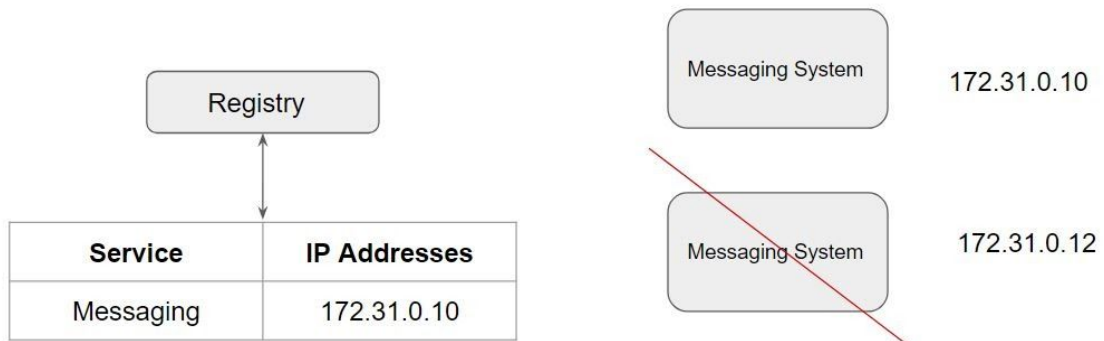 Registry
Service IP Addresses
Messaging 172.31.0.10
Messaging System 172.31.0.10
Messaging System 172.31.0.12